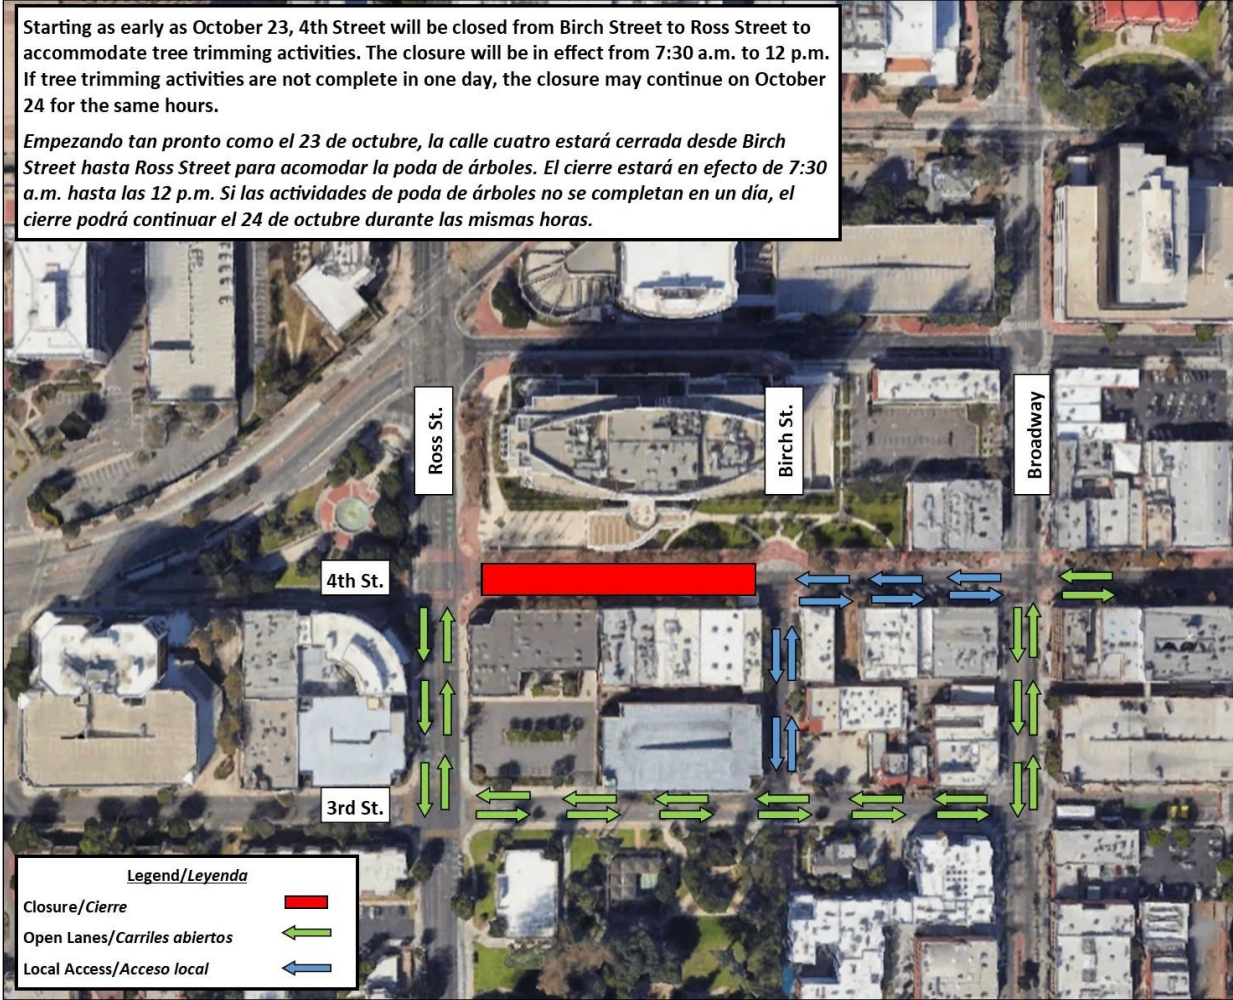 Starting as early as October 23, 4th Street will be closed from Birch Street to Ross Street to
accommodate tree trimming activities. The closure will be in effect from 7:30 a.m. to 12 p.m.
If tree trimming activities are not complete in one day, the closure may continue on October
24 for the same hours.
Empezando tan pronto como el 23 de octubre, la calle cuatro estará cerrada desde Birch
Street hasta Ross Street para acomodar la poda de árboles. El cierre estará en efecto de 7:30
a.m. hasta las 12 p.m. Si las actividades de poda de árboles no se completan en un día, el
cierre podrá continuar el 24 de octubre durante las mismas horas.
Ross St.
Birch St.
Broadway
4th St.
3rd St.
Legend/Leyenda
Closure/Cierre
Open Lanes/Carriles abiertos
Local Access/Acceso local